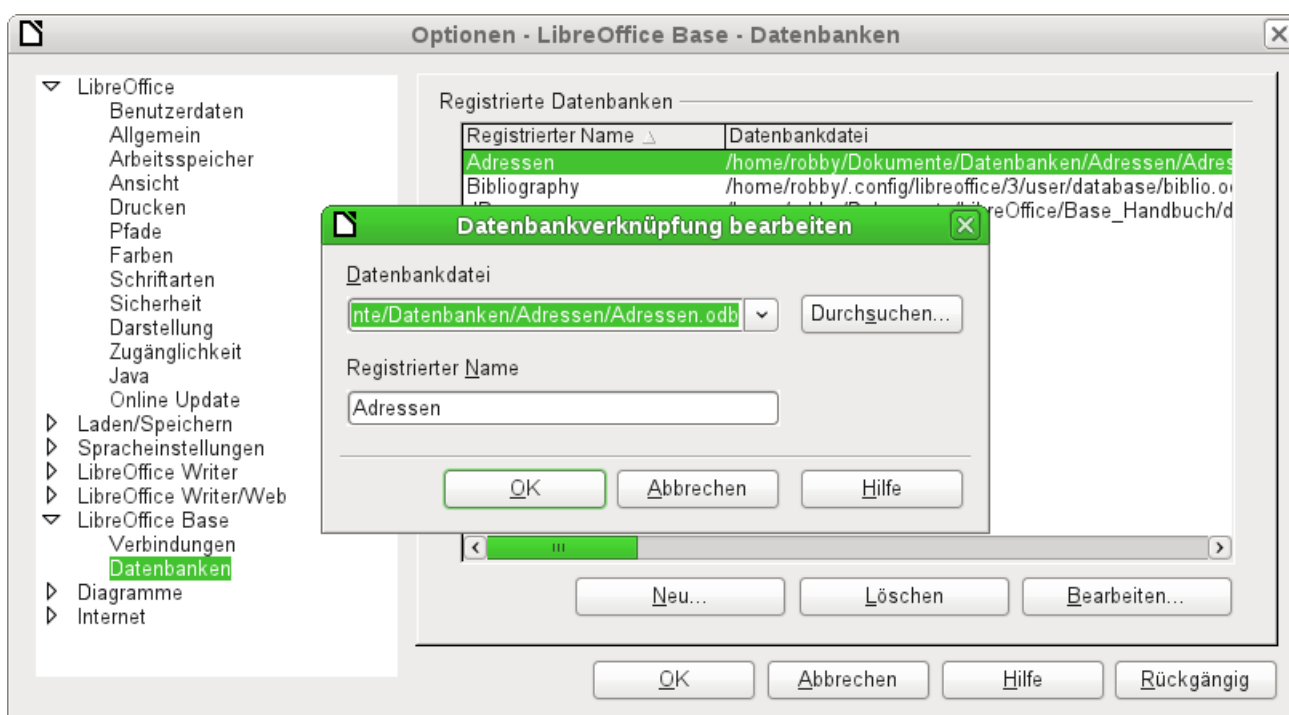 Optionen - LibreOffice Base - Datenbanken
LibreOffice
Benutzerdaten
Allgemein
Arbeitsspeicher
Ansicht
Drucken
Pfade
Farben
Schriftarten
Sicherheit
Darstellung
Zugänglichkeit
Java
Online Update
Laden/Speichern
Spracheinstellungen
LibreOffice Writer
LibreOffice Writer/Web
LibreOffice Base
Verbindungen
Datenbanken
Diagramme
Internet
Registrierte Datenbanken
Registrierter Name Datenbankdatei
Adressen /home/robby/Dokumente/Datenbanken/Adressen/Adres
Bibliography /home/robby/.config/libreoffice/3/user/database/biblio.o
reOffice/Base_Handbuch/d
Datenbankverknüpfung bearbeiten
Datenbankdatei
nte/Datenbanken/Adressen/Adressen.odb Durchsuchen...
Registrierter Name
Adressen
OK Abbrechen Hilfe
Neu... Löschen Bearbeiten...
OK Abbrechen Hilfe Rückgängig